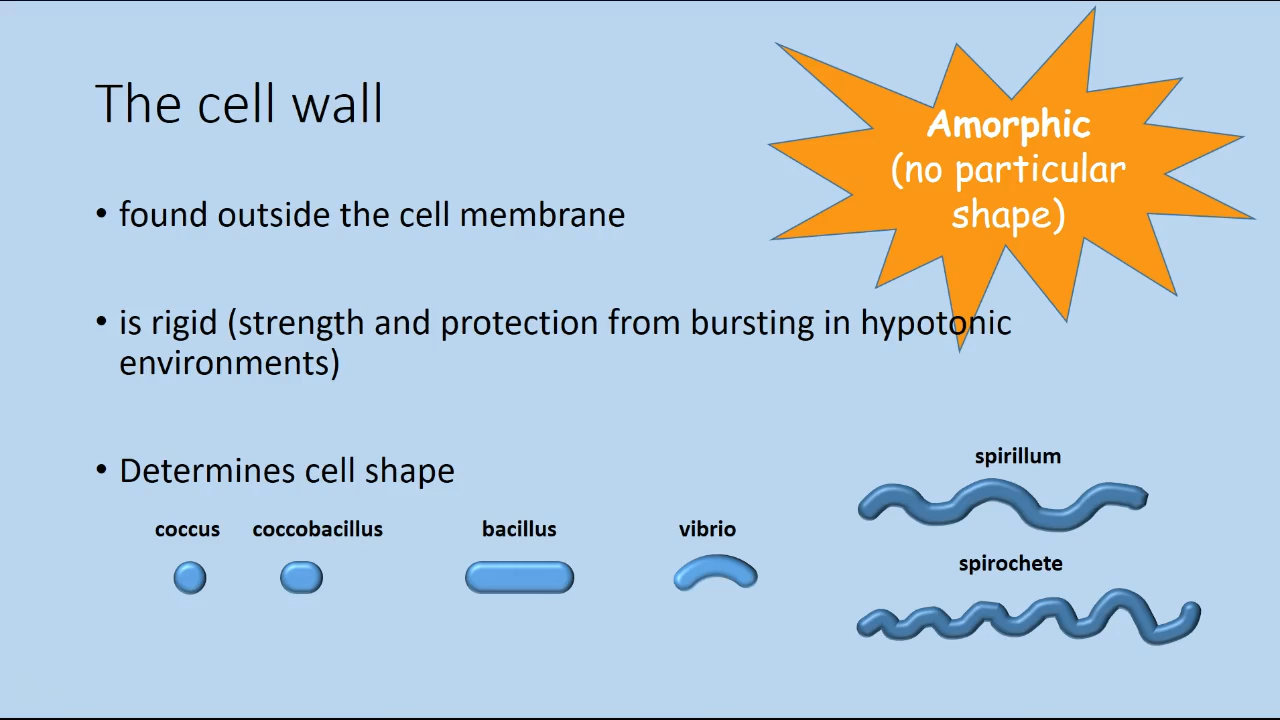 The cell wall
Amorphic
(no particular
shape)
• found outside the cell membrane
• is rigid (strength and protection from bursting in hypotonic
environments)
• Determines cell shape
coccus
coccobacillus
bacillus
vibrio
spirillum
spirochete